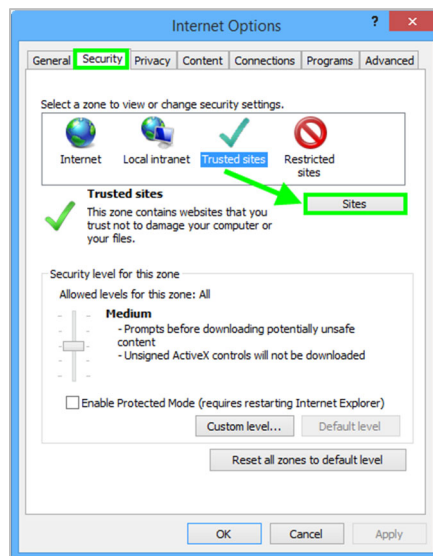 Internet Options
?
General Security Privacy Content Connections Programs Advanced
Select a zone to view or change security settings.
Internet Local intranet Trusted sites Restricted
sites
Trusted sites
Sites
This zone contains websites that you
trust not to damage your computer or
your files.
Security level for this zone
Allowed levels for this zone: All
Medium
- Prompts before downloading potentially unsafe
content
- Unsigned ActiveX controls will not be downloaded
Enable Protected Mode (requires restarting Internet Explorer)
Custom level... Default level
Reset all zones to default level
OK Cancel Apply